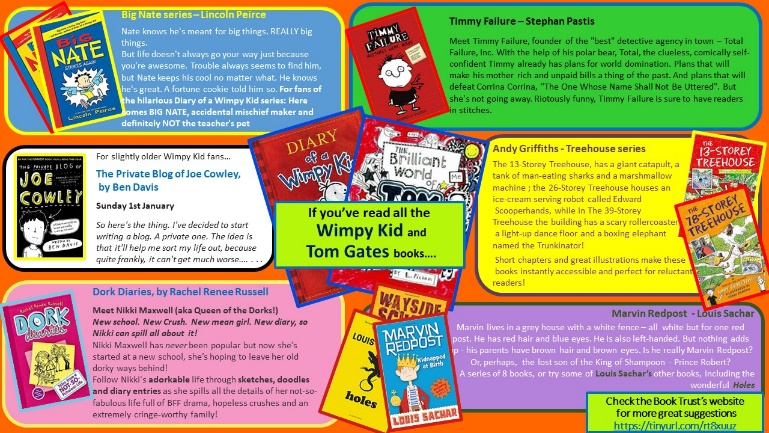 Big Nate series – Lincoln Peirce
Nate knows he's meant for big things. REALLY big
things.
But life doesn't always go your way just because
you're awesome. Trouble always seems to find him,
but Nate keeps his cool no matter what. He knows
he's great. A fortune cookie told him so. For fans of
the hilarious Diary of a Wimpy Kid series: Here
comes BIG NATE, accidental mischief maker and
definitely NOT the teacher's pet
BIG
NATE
STRIKES AGAIN
Lincoln Peirce
Timmy Failure – Stephan Pastis
Meet Timmy Failure, founder of the "best" detective agency in town – Total
Failure, Inc. With the help of his polar bear, Total, the clueless, comically self-
confident Timmy already has plans for world domination. Plans that will
make his mother rich and unpaid bills a thing of the past. And plans that will
defeat Corrina Corrina, "The One Whose Name Shall Not Be Uttered". But
she's not going away. Riotously funny, Timmy Failure is sure to have readers
in stitches.
TIMMY
FAILURE
For slightly older Wimpy Kid fans...
The Private Blog of Joe Cowley,
by Ben Davis
Sunday 1st January
So here's the thing. I've decided to start
writing a blog. A private one. The idea is
that it'll help me sort my life out, because
quite frankly, it can't get much worse.... . . .
THE PRIVATE BLOG OF
JOE
COWLEY
BEN DAVIS
DIARY
of a
Wimpy Kid
The
Brilliant
World
of
TOM
If you've read all the
Wimpy Kid and
Tom Gates books....
WAYSIDE
Andy Griffiths - Treehouse series
The 13-Storey Treehouse, has a giant catapult, a
tank of man-eating sharks and a marshmallow
machine ; the 26-Storey Treehouse houses an
ice-cream serving robot called Edward
Scooperhands, while in The 39-Storey
Treehouse the building has a scary rollercoaster,
a light-up dance floor and a boxing elephant
named the Trunkinator!
Short chapters and great illustrations make these
books instantly accessible and perfect for reluctant
readers!
THE
13-STOREY
TREEHOUSE
THE
78-STOREY
TREEHOUSE
Dork Diaries, by Rachel Renee Russell
Meet Nikki Maxwell (aka Queen of the Dorks!)
New school. New Crush. New mean girl. New diary, so
Nikki can spill all about it!
Nikki Maxwell has never been popular but now she's
started at a new school, she's hoping to leave her old
dorky ways behind!
Follow Nikki's adorkable life through sketches, doodles
and diary entries as she spills all the details of her not-so-
fabulous life full of BFF drama, hopeless crushes and an
extremely cringe-worthy family!
DORK
diaries
LOUIS
holes
MARVIN
REDPOST
Kidnapped
at Birth
LOUIS SACHAR
Marvin Redpost - Louis Sachar
Marvin lives in a grey house with a white fence – all white but for one red
post. He has red hair and blue eyes. He is also left-handed. But nothing adds
up - his parents have brown hair and brown eyes. Is he really Marvin Redpost?
Or, perhaps, the lost son of the King of Shampoon - Prince Robert?
A series of 8 books, or try some of Louis Sachar's other books, including the
wonderful Holes
Check the Book Trust's website
for more great suggestions
https://tinyurl.com/rt8xuuz